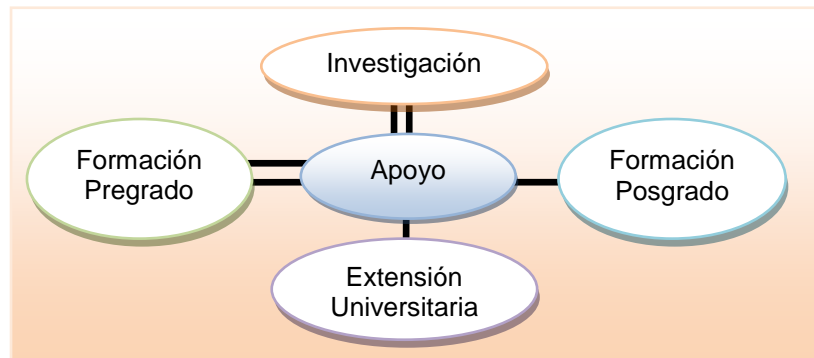 Investigación
Formación
Pregrado
Apoyo
Formación
Posgrado
Extensión
Universitaria